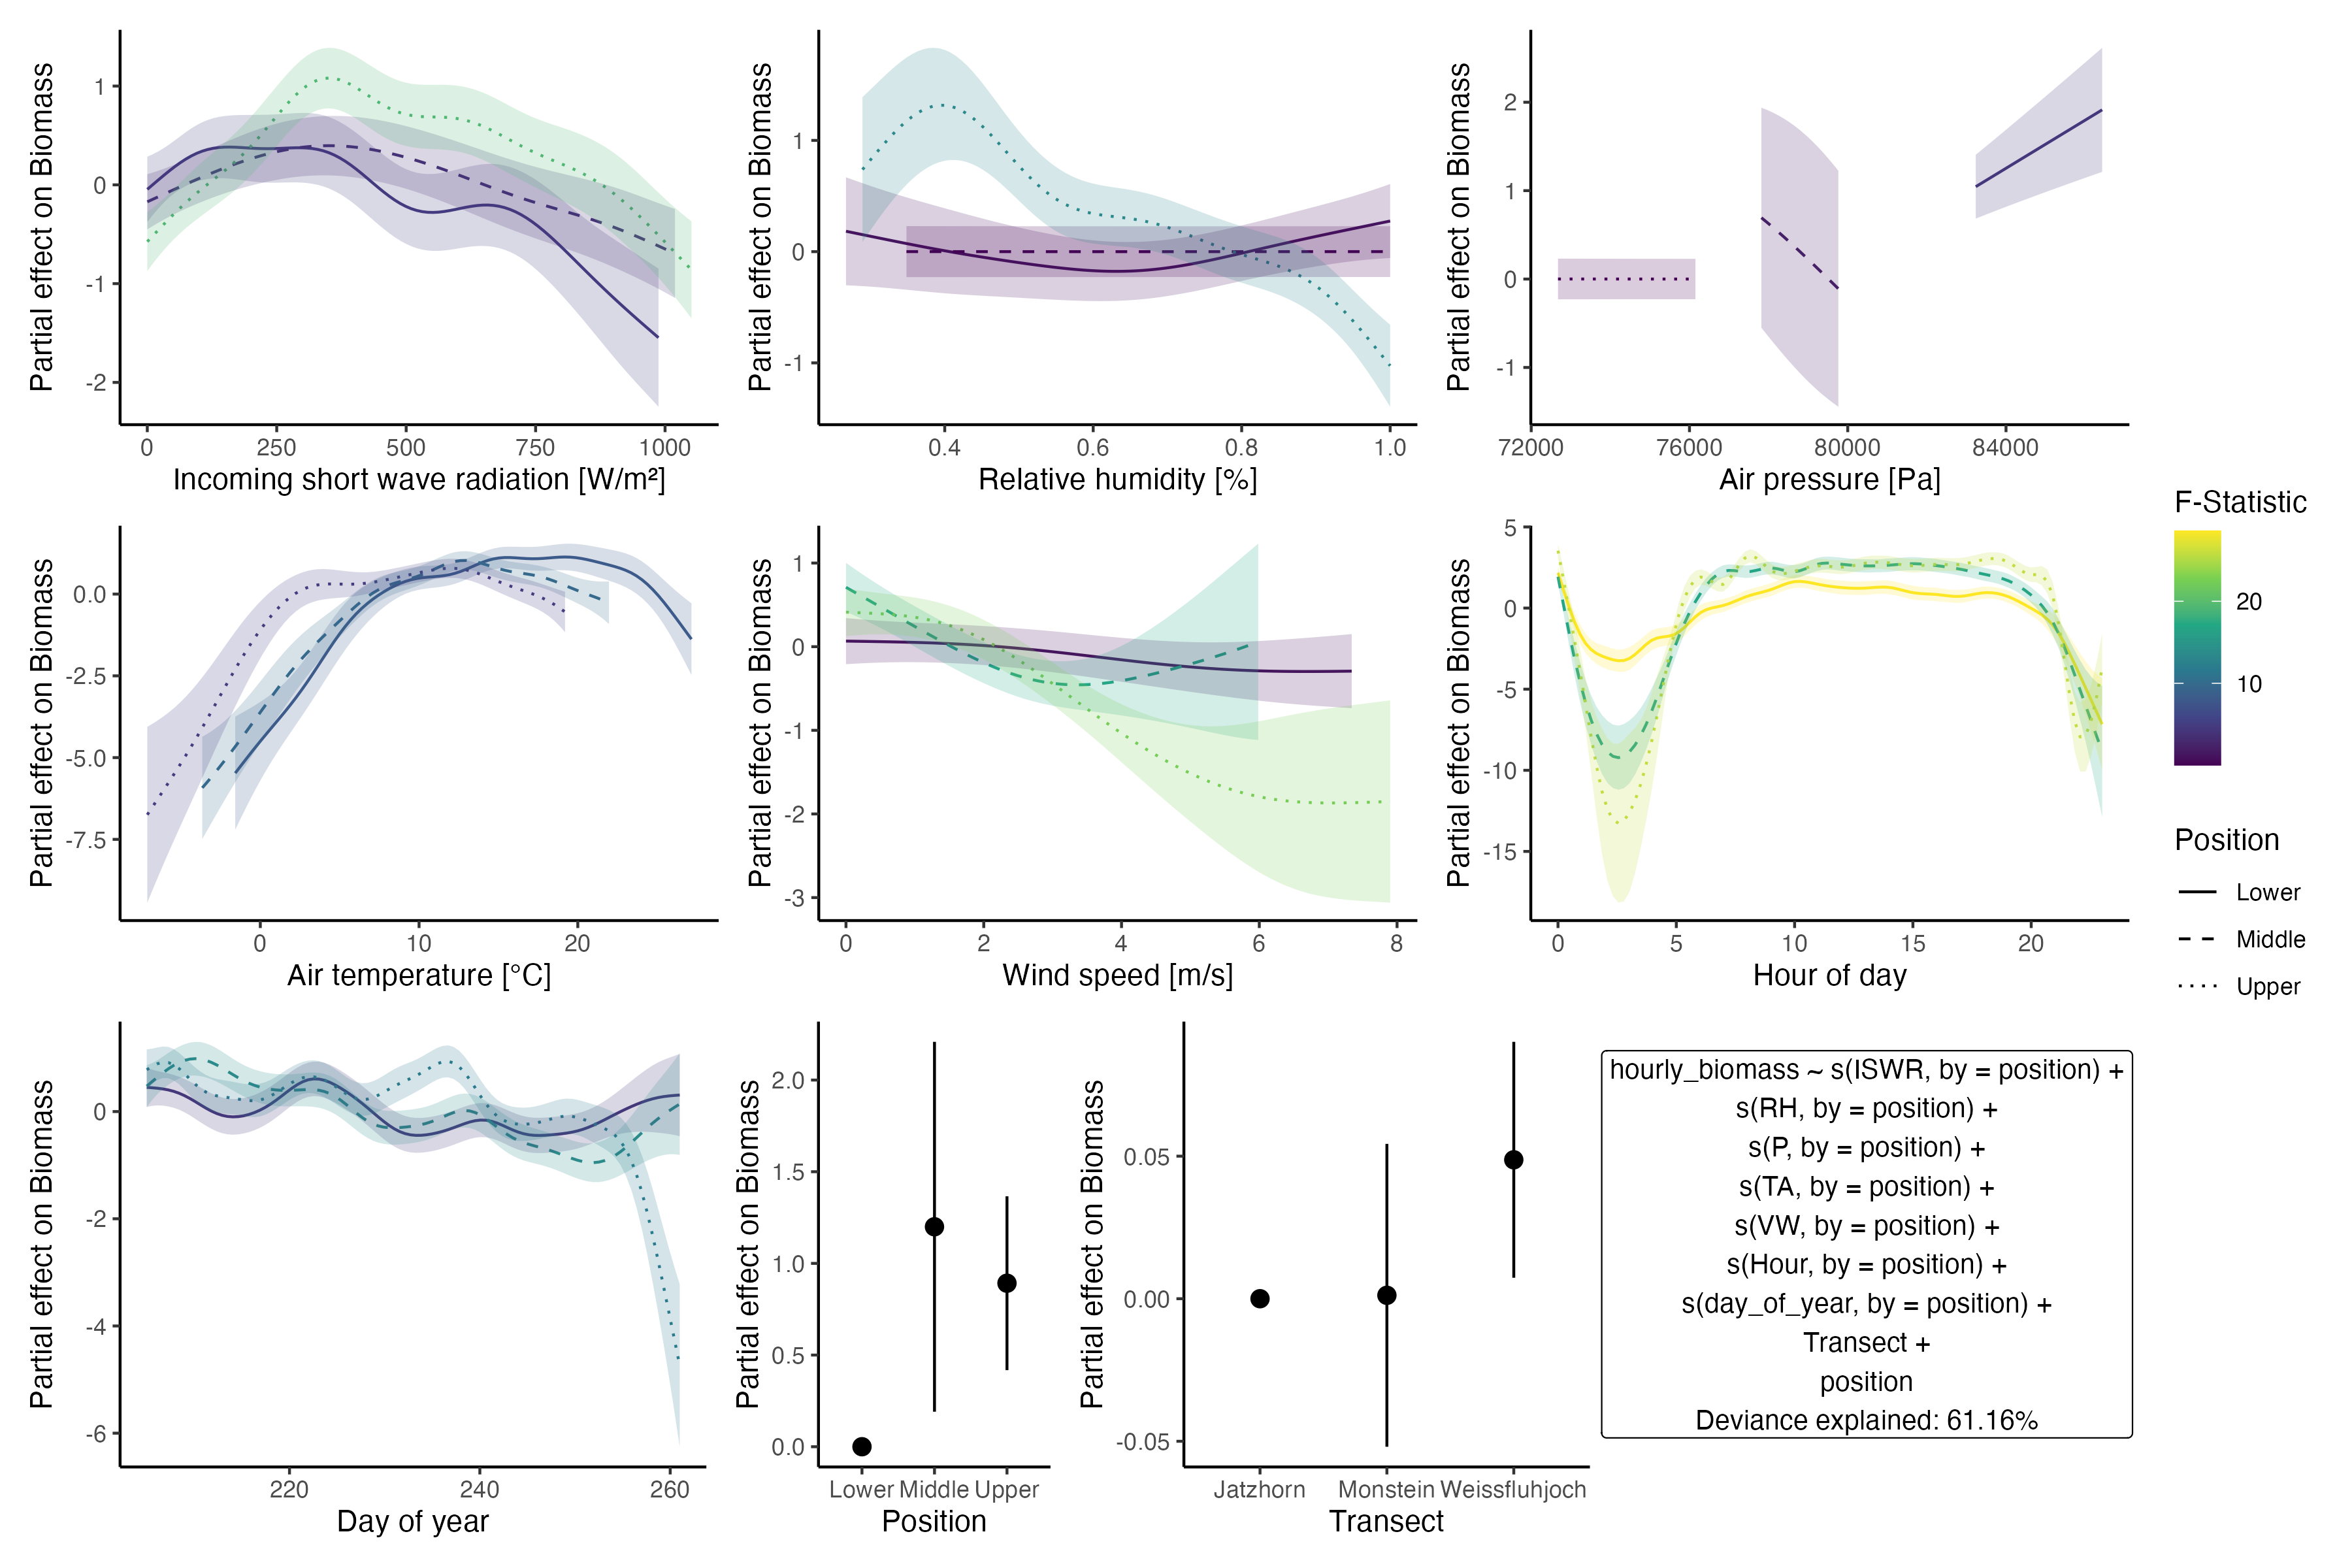 Partial effect on Biomass
1
0
-1
-2
0 250 500 750 1000
Incoming short wave radiation [W/m²]
Partial effect on Biomass
1
0
-1
0.4 0.6 0.8 1.0
Relative humidity [%]
Partial effect on Biomass
2
1
0
-1
72000 76000 80000 84000
Air pressure [Pa]
Partial effect on Biomass
0.0
-2.5
-5.0
-7.5
0 10 20
Air temperature [°C]
Partial effect on Biomass
1
0
-1
-2
-3
0 2 4 6 8
Wind speed [m/s]
Partial effect on Biomass
5
0
-5
-10
-15
0 5 10 15 20
Hour of day
F-Statistic
20
10
Position
Lower
Middle
Upper
Partial effect on Biomass
0
-2
-4
-6
220 240 260
Day of year
Partial effect on Biomass
2.0
1.5
1.0
0.5
0.0
Lower Middle Upper
Position
Partial effect on Biomass
0.05
0.00
-0.05
Jatzhorn Monstein Weissfluhjoch
Transect
hourly_biomass ~ s(ISWR, by = position) +
s(RH, by = position) +
s(P, by = position) +
s(TA, by = position) +
s(VW, by = position) +
s(Hour, by = position) +
s(day_of_year, by = position) +
Transect +
position
Deviance explained: 61.16%